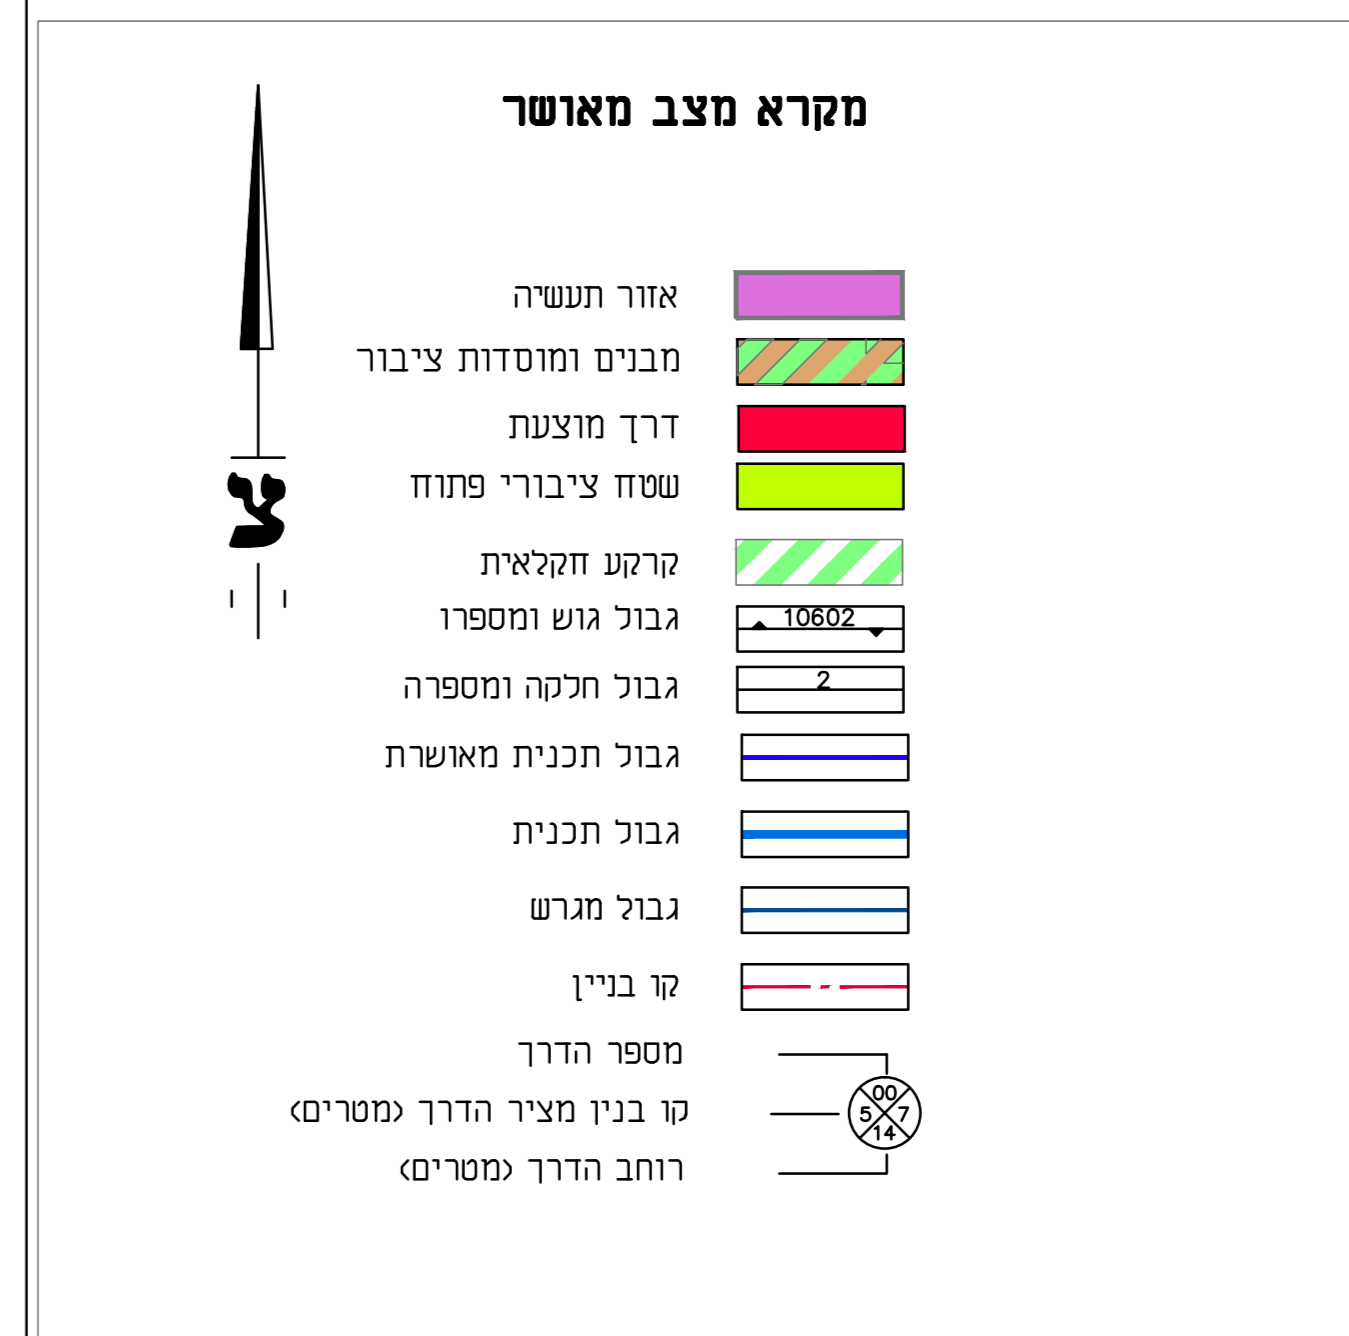 מקרא מצב מאושר
אזור תעשיה
מבנים ומוסדות ציבור
דרך מוצעת
שטח ציבורי פתוח
צ
קרקע חקלאית
גבול גוש ומספרו
10602
גבול חלקה ומספרה
2
גבול תכנית מאושרת
גבול תכנית
גבול מגרש
קו בניין
מספר הדרך
00
קו בנין מציר הדרך (מטרים)
5 7
14
רוחב הדרך (מטרים)